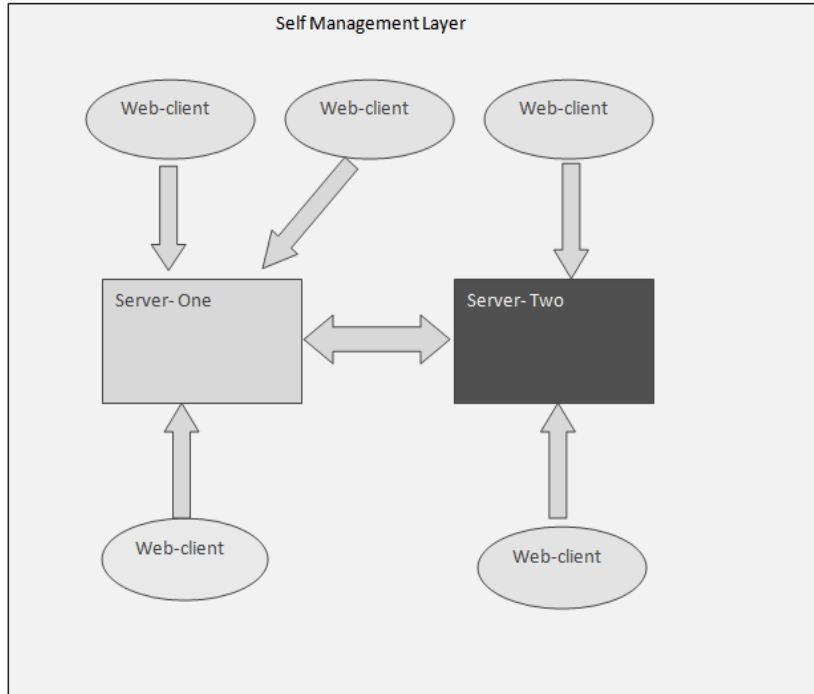 Self Management Layer
Web-client
Web-client
Web-client
Server- One
Server- Two
Web-client
Web-client